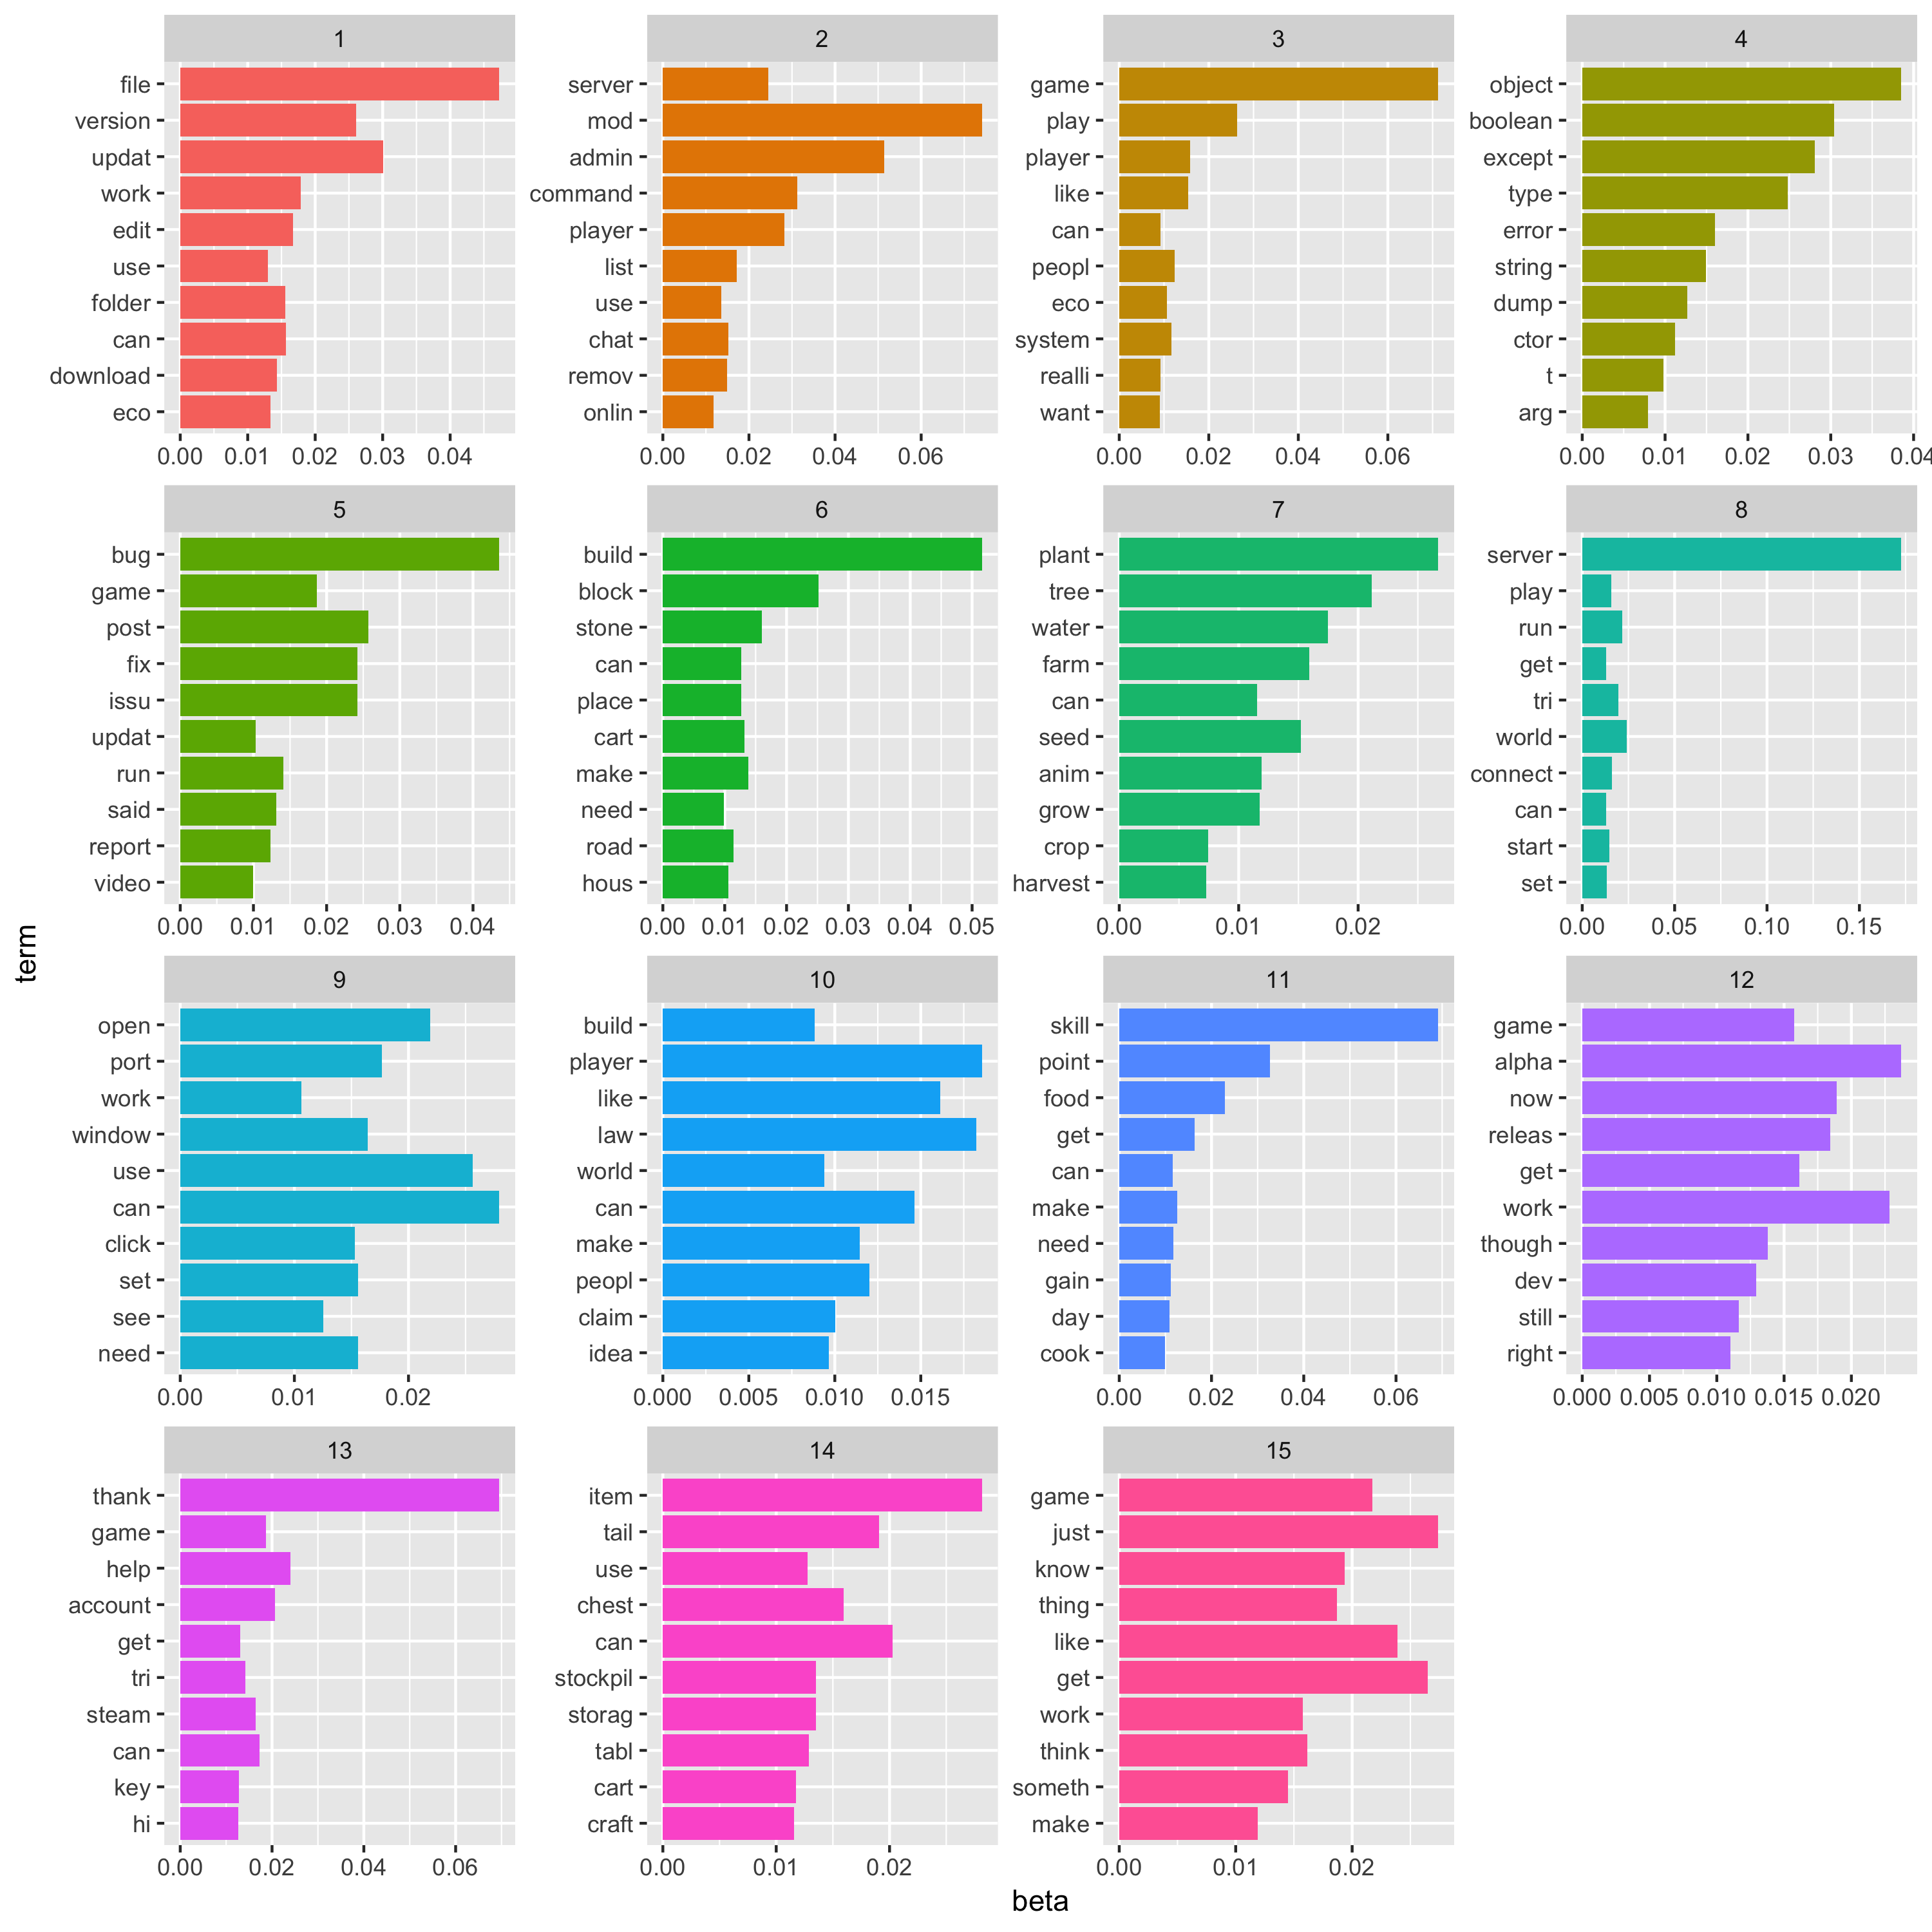 term
1
file
version
updat
work
edit
use
folder
can
download
eco
0.00 0.01 0.02 0.03 0.04
2
server
mod
admin
command
player
list
use
chat
remov
onlin
0.00 0.02 0.04 0.06
3
game
play
player
like
can
peopl
eco
system
realli
want
0.00 0.02 0.04 0.06
4
object
boolean
except
type
error
string
dump
ctor
t
arg
0.00 0.01 0.02 0.03 0.04
5
bug
game
post
fix
issu
updat
run
said
report
video
0.00 0.01 0.02 0.03 0.04
6
build
block
stone
can
place
cart
make
need
road
hous
0.00 0.01 0.02 0.03 0.04 0.05
7
plant
tree
water
farm
can
seed
anim
grow
crop
harvest
0.00 0.01 0.02
8
server
play
run
get
tri
world
connect
can
start
set
0.00 0.05 0.10 0.15
9
open
port
work
window
use
can
click
set
see
need
0.00 0.01 0.02
10
build
player
like
law
world
can
make
peopl
claim
idea
0.000 0.005 0.010 0.015
11
skill
point
food
get
can
make
need
gain
day
cook
0.00 0.02 0.04 0.06
12
game
alpha
now
releas
get
work
though
dev
still
right
0.000 0.005 0.010 0.015 0.020
13
thank
game
help
account
get
tri
steam
can
key
hi
0.00 0.02 0.04 0.06
14
item
tail
use
chest
can
stockpil
storag
tabl
cart
craft
0.00 0.01 0.02
15
game
just
know
thing
like
get
work
think
someth
make
0.00 0.01 0.02
beta